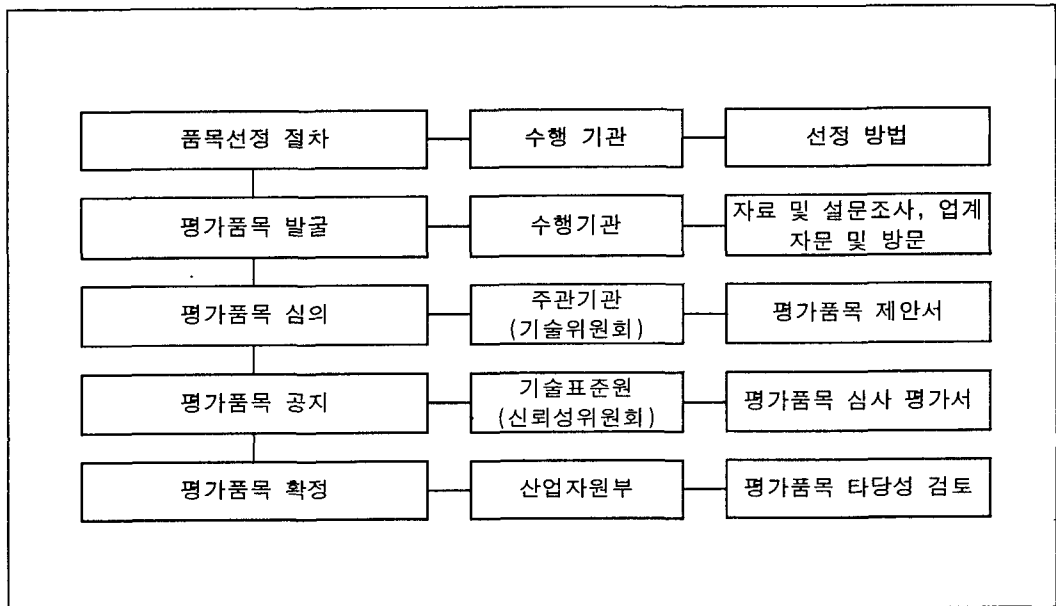 품목선정 절차
수행 기관
선정 방법
평가품목 발굴
수행기관
자료 및 설문조사, 업계
자문 및 방문
평가품목 심의
주관기관
(기술위원회)
평가품목 제안서
평가품목 공지
기술표준원
(신뢰성위원회)
평가품목 심사 평가서
평가품목 확정
산업자원부
평가품목 타당성 검토